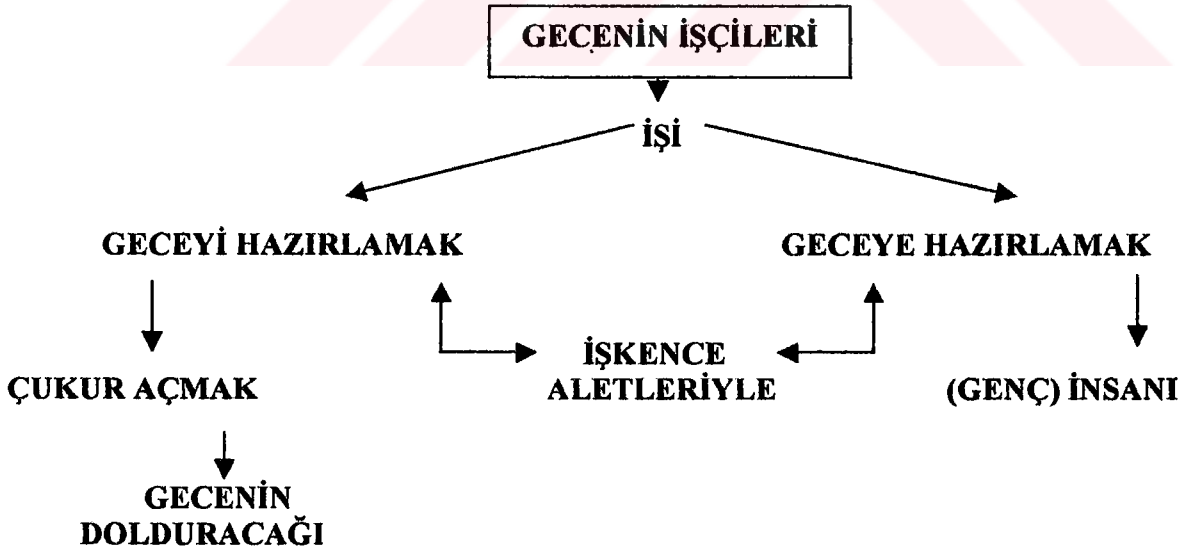 GECENİN İŞÇİLERİ
İŞİ
GECEYİ HAZIRLAMAK
GECEYE HAZIRLAMAK
İŞKENCE
ALETLERİYLE
ÇUKUR AÇMAK
(GENÇ) İNSANI
GECENİN
DOLDURACAĞI